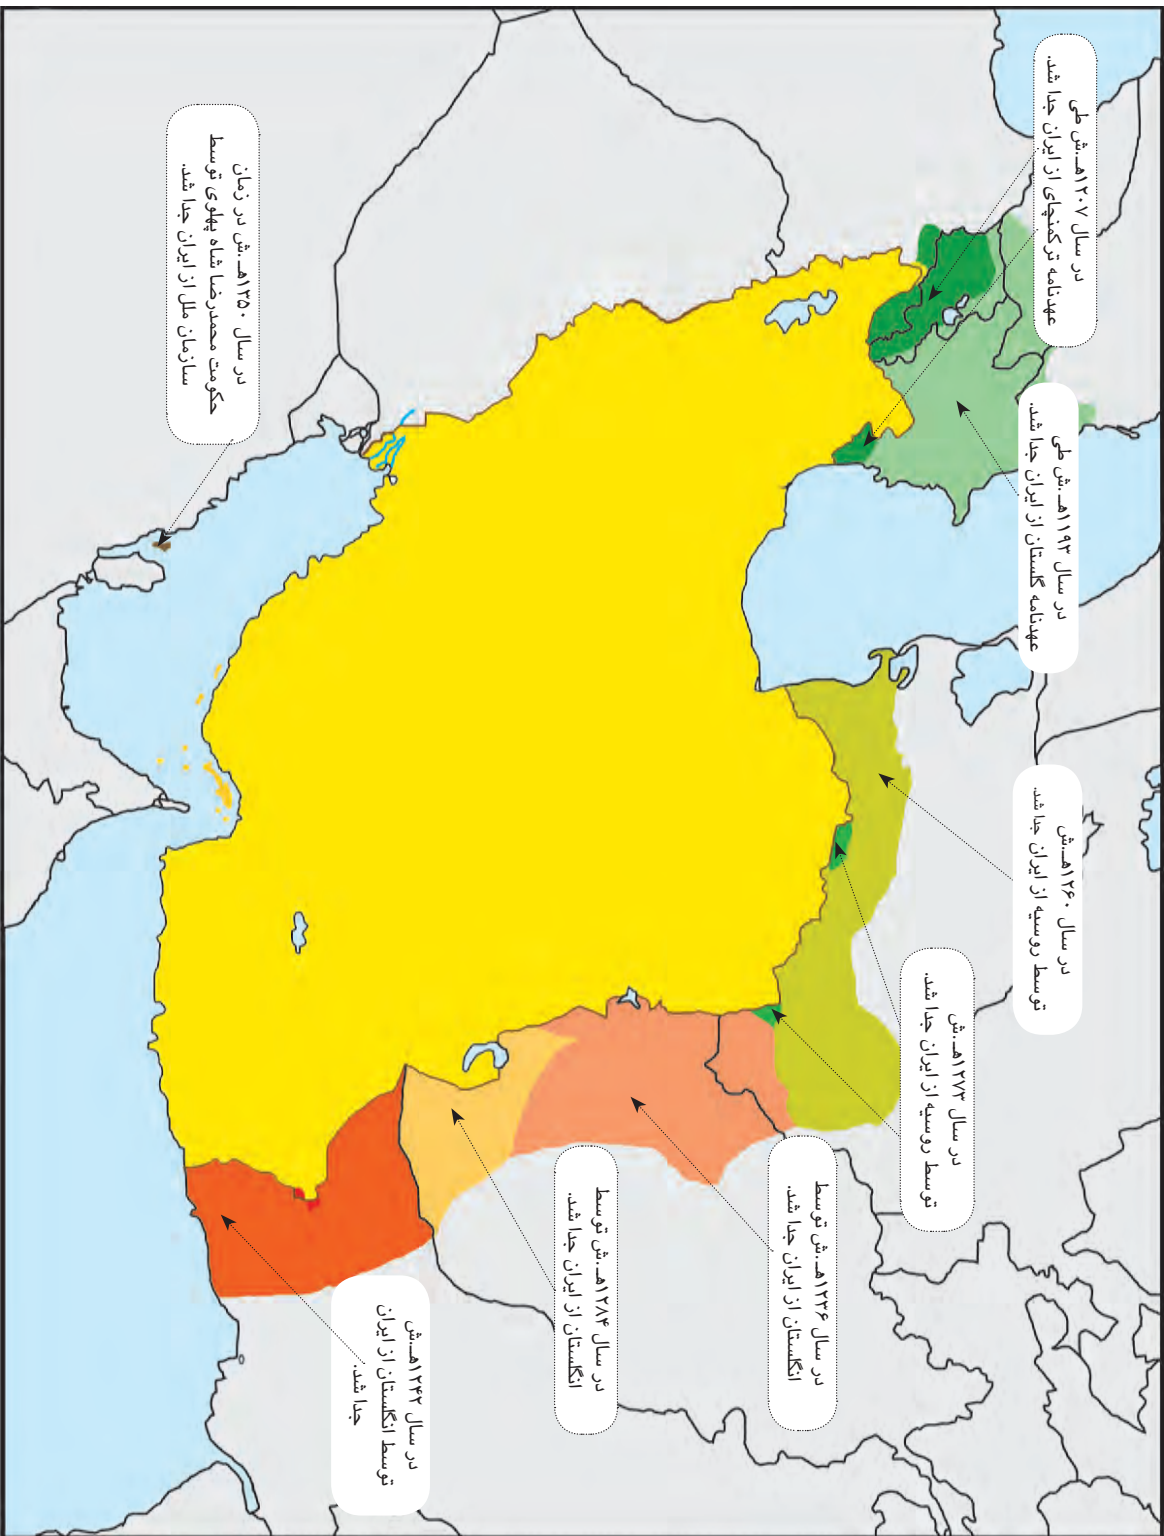 در سال ۱۲۰۷هـ.ش طی
عهدنامه ترکمنچای از ایران جدا شد.
در سال ۱۱۹۳هـ.ش طی
عهدنامه گلستان از ایران جدا شد.
در سال ۱۲۶۰هـ.ش
توسط روسیه از ایران جدا شد.
در سال ۱۲۷۳هـ.ش
توسط روسیه از ایران جدا شد.
در سال ۱۲۳۶هـ.ش توسط
انگلستان از ایران جدا شد.
در سال ۱۲۸۴هـ.ش توسط
انگلستان از ایران جدا شد.
در سال ۱۲۴۲هـ.ش
توسط انگلستان از ایران
جدا شد.
در سال ۱۳۵۰هـ.ش در زمان
حکومت محمدرضا شاه پهلوی توسط
سازمان ملل از ایران جدا شد.